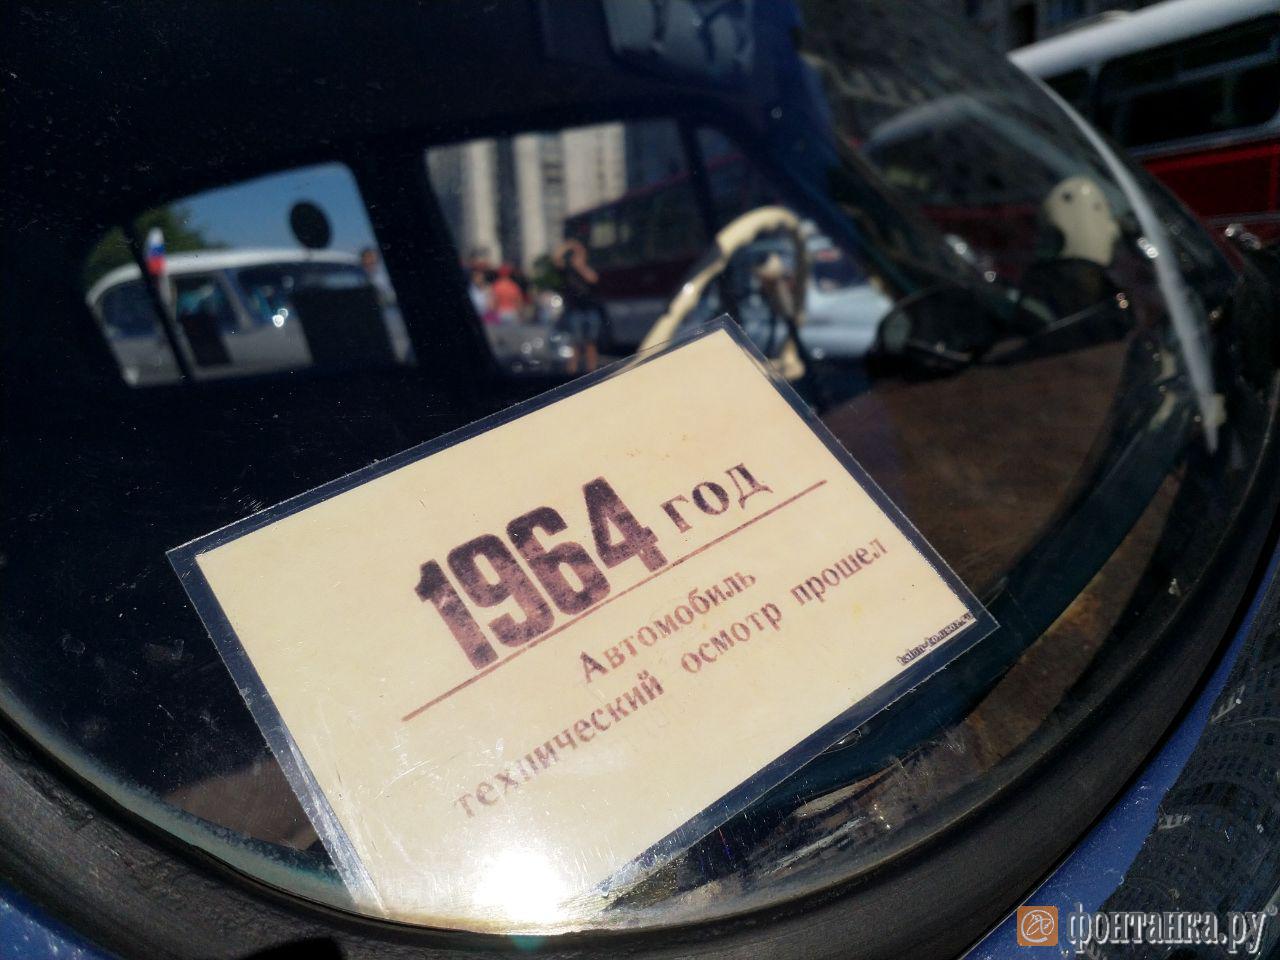 1964 год
Автомобиль
технический осмотр прошел
фонтанка.ру